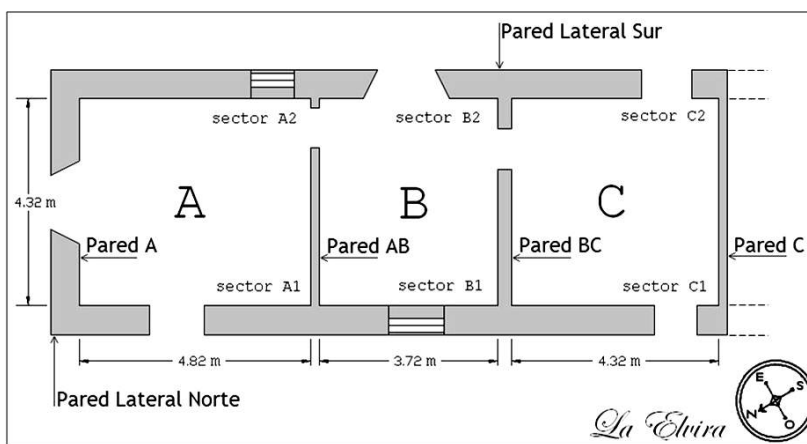 Pared Lateral Sur
sector A2
sector B2
sector C2
4.32 m
A
B
C
Pared A
Pared AB
Pared BC
Pared C
sector A1
sector B1
sector C1
4.82 m
3.72 m
4.32 m
Pared Lateral Norte
La Elvira
E
S
N
O